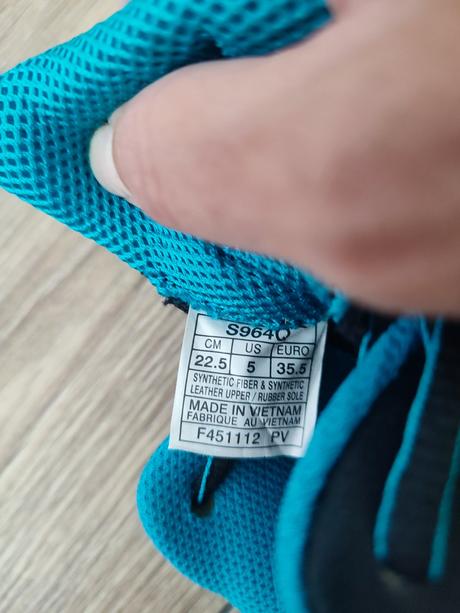 S964Q
CM US EURO
22.5 5 35.5
SYNTHETIC FIBER & SYNTHETIC
LEATHER UPPER / RUBBER SOLE
MADE IN VIETNAM
FABRIQUE AU VIETNAM
F451112 PV